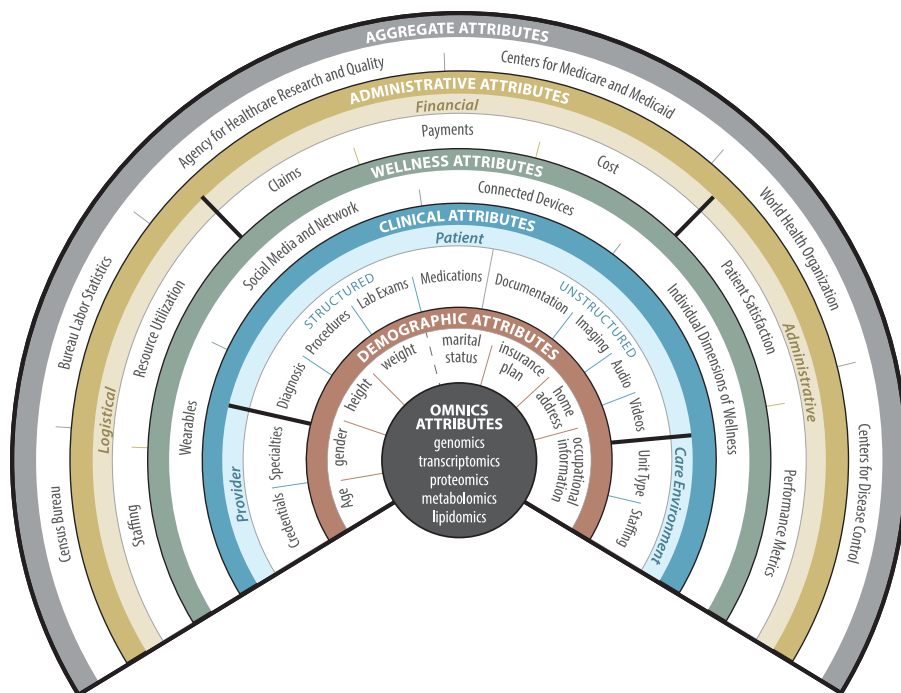 AGGREGATE ATTRIBUTES
Census Bureau
Bureau Labor Statistics
Agency for Healthcare Research and Quality
Centers for Medicare and Medicaid
World Health Organization
Centers for Disease Control
ADMINISTRATIVE ATTRIBUTES
Logistical
Financial
Administrative
Staffing
Resource Utilization
Claims
Payments
Cost
Patient Satisfaction
Performance Metrics
WELLNESS ATTRIBUTES
Wearables
Social Media and Network
Connected Devices
Individual Dimensions of Wellness
CLINICAL ATTRIBUTES
Provider
Patient
Care Environment
Credentials
Specialties
STRUCTURED
Diagnosis
Procedures
Lab Exams
Medications
UNSTRUCTURED
Documentation
Imaging
Audio
Videos
Unit Type
Staffing
DEMOGRAPHIC ATTRIBUTES
Age
gender
height
weight
marital
status
insurance
plan
home
address
occupational
information
OMNICS
ATTRIBUTES
genomics
transcriptomics
proteomics
metabolomics
lipidomics